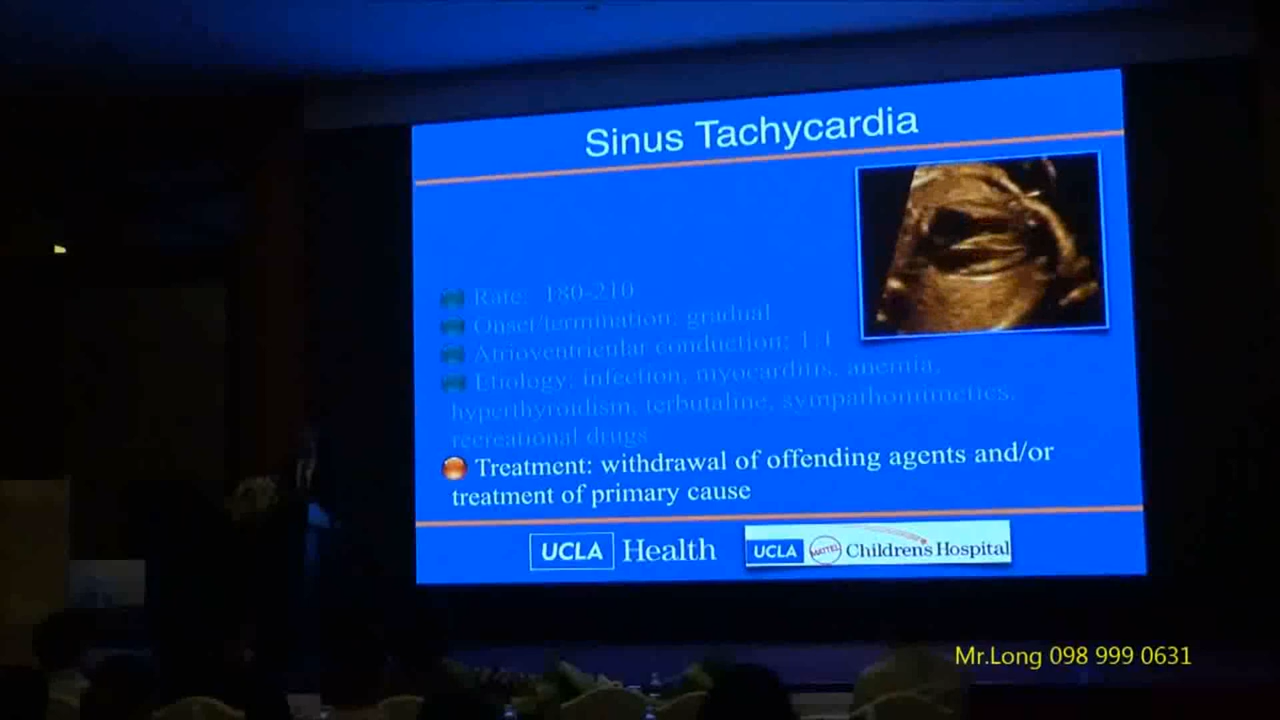 Sinus Tachycardia
Rate: 180-210
Onset/termination: gradual
Atrioventricular conduction: 1:1
Etiology: infection, myocarditis, anemia,
hyperthyroidism, terbutaline, sympathomimetics,
recreational drugs
Treatment: withdrawal of offending agents and/or
treatment of primary cause
UCLA Health
UCLA MATTEL Children's Hospital
Mr.Long 098 999 0631